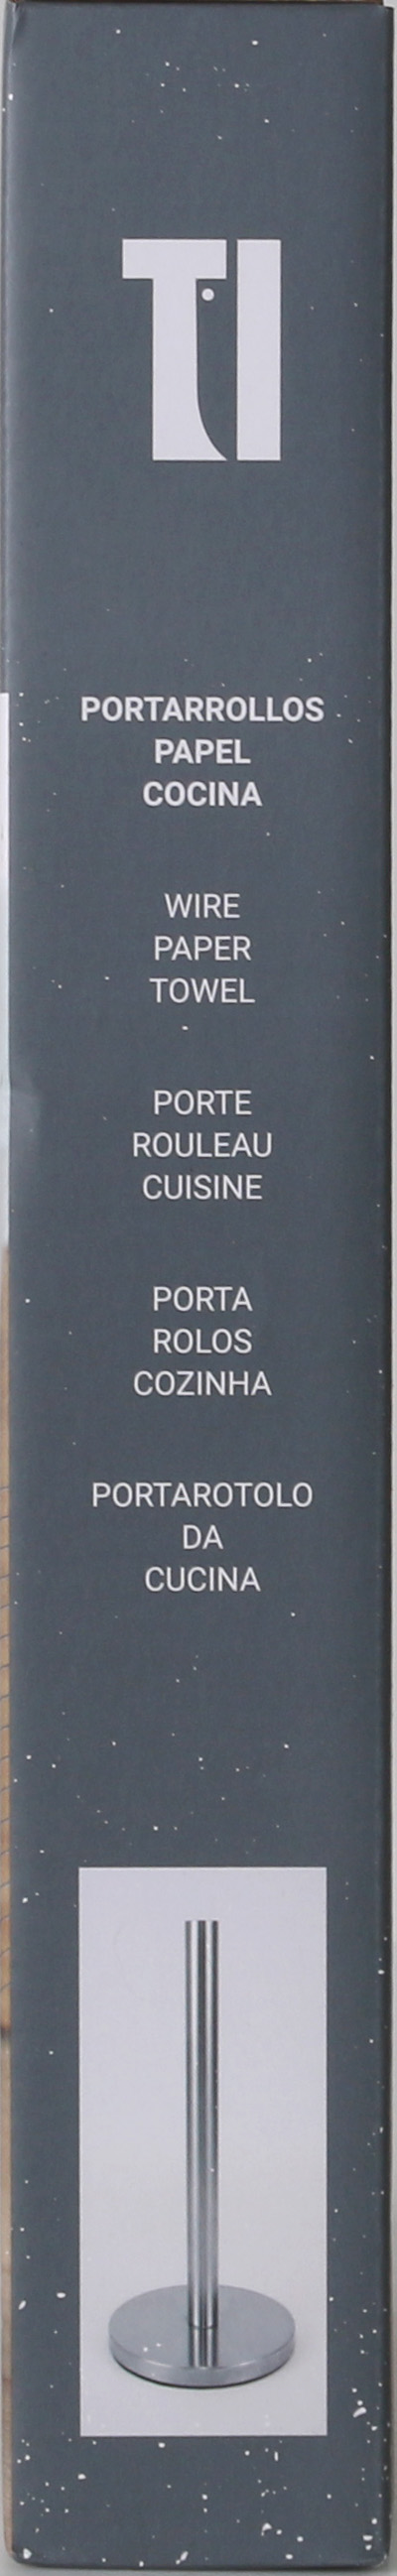 TI
PORTARROLLOS
PAPEL
COCINA
WIRE
PAPER
TOWEL
PORTE
ROULEAU
CUISINE
PORTA
ROLOS
COZINHA
PORTAROTOLO
DA
CUCINA